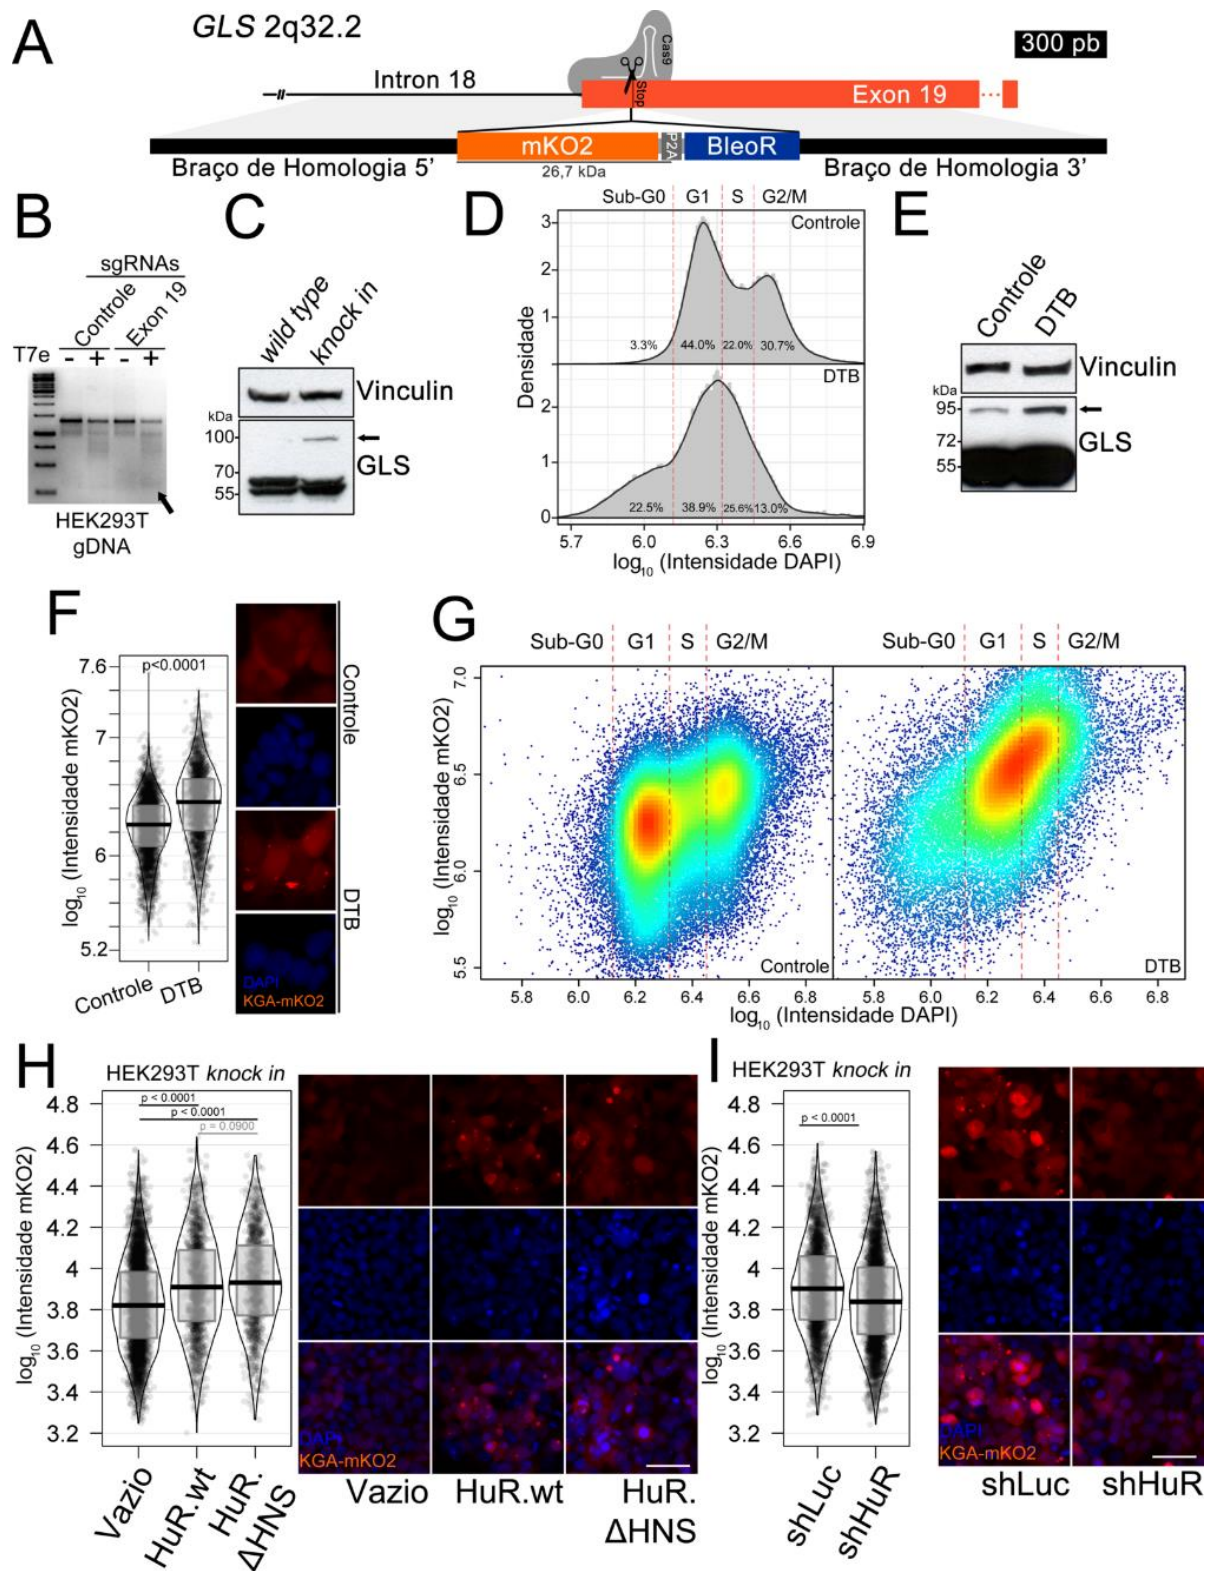 A
GLS 2q32.2
300 pb
Cas9
Intron 18
Stop
Exon 19
mKO2
P2A
BleoR
Braço de Homologia 5’
26,7 kDa
Braço de Homologia 3’
B
sgRNAs
Controle
Exon 19
T7e - + - +
HEK293T
gDNA
C
wild type
knock in
Vinculin
kDa
100
70
55
GLS
D
Sub-G0 G1 S G2/M
Controle
3
2
1
0
3.3% 44.0% 22.0% 30.7%
DTB
2
1
0
22.5% 38.9% 25.6% 13.0%
Densidade
5.7 6.0 6.3 6.6 6.9
log10 (Intensidade DAPI)
E
Controle
DTB
Vinculin
kDa
95
72
55
GLS
F
p<0.0001
7.6
7
6
5.2
log10 (Intensidade mKO2)
Controle
DTB
Controle
DTB
DAPI
KGA-mKO2
G
Sub-G0 G1 S G2/M
Sub-G0 G1 S G2/M
7.0
6.5
6.0
5.5
log10 (Intensidade mKO2)
Controle
DTB
5.8 6.0 6.2 6.4 6.6 6.0 6.2 6.4 6.6 6.8
log10 (Intensidade DAPI)
H
HEK293T knock in
p < 0.0001
p < 0.0001
p = 0.0900
4.8
4.6
4.4
4.2
4
3.8
3.6
3.4
3.2
log10 (Intensidade mKO2)
Vazio
HuR.wt
HuR.
ΔHNS
DAPI
KGA-mKO2
Vazio
HuR.wt
HuR.
ΔHNS
I
HEK293T knock in
p < 0.0001
4.8
4.6
4.4
4.2
4
3.8
3.6
3.4
3.2
log10 (Intensidade mKO2)
shLuc
shHuR
DAPI
KGA-mKO2
shLuc
shHuR